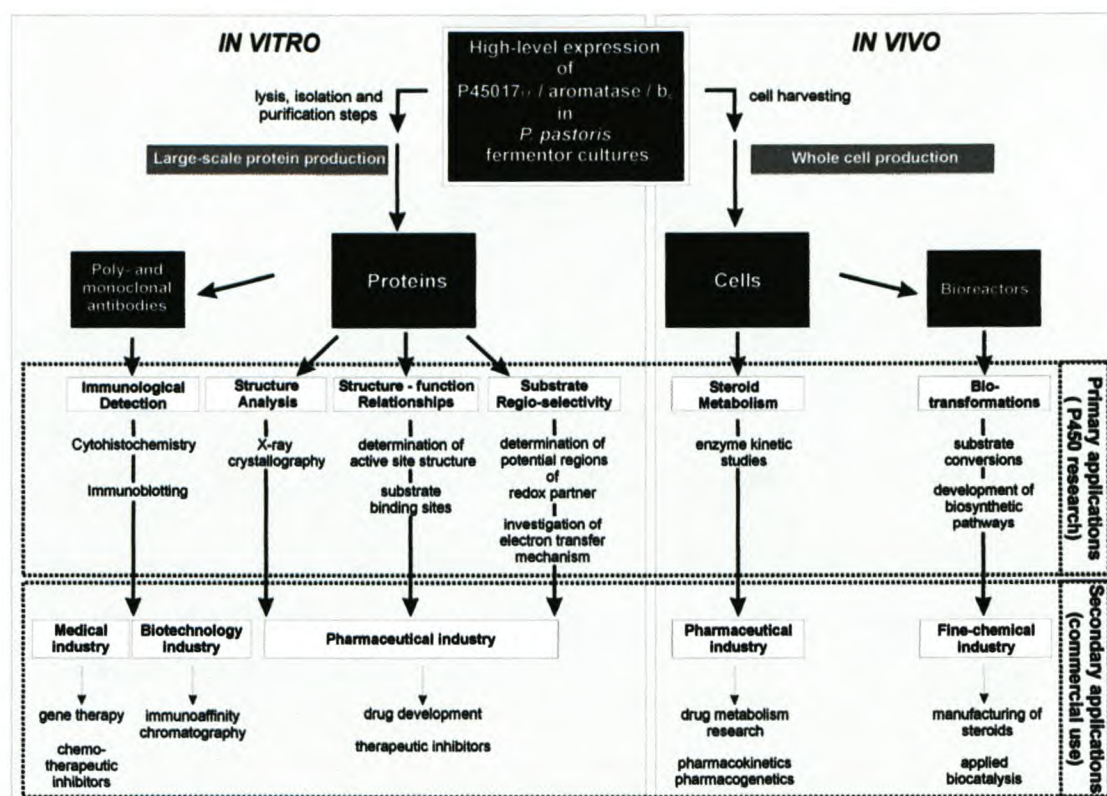 IN VITRO
High-level expression
of
P45017α / aromatase / b5
in
P. pastoris
fermentor cultures
IN VIVO
lysis, isolation and
purification steps
cell harvesting
Large-scale protein production
Whole cell production
Poly- and
monoclonal
antibodies
Proteins
Cells
Bioreactors
Immunological
Detection
Cytohistochemistry
Immunoblotting
Structure
Analysis
X-ray
crystallography
Structure - function
Relationships
determination of
active site structure
substrate
binding sites
Substrate
Regio-selectivity
determination of
potential regions
of
redox partner
investigation of
electron transfer
mechanism
Steroid
Metabolism
enzyme kinetic
studies
Bio-
transformations
substrate
conversions
development of
biosynthetic
pathways
Primary applications
( P450 research)
Medical
industry
gene therapy
chemo-
therapeutic
inhibitors
Biotechnology
industry
immunoaffinity
chromatography
Pharmaceutical industry
drug development
therapeutic inhibitors
Pharmaceutical
industry
drug metabolism
research
pharmacokinetics
pharmacogenetics
Fine-chemical
industry
manufacturing of
steroids
applied
biocatalysis
Secondary applications
(commercial use)